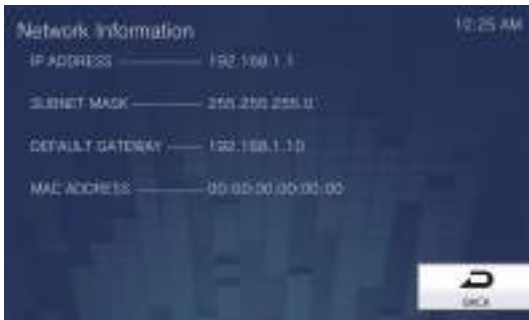 Network Information
10:25 AM
IP ADDRESS 192.168.1.1
SUBNET MASK 255.255.255.0
DEFAULT GATEWAY 192.168.1.10
MAC ADDRESS 00:00:00:00:00:00
BACK